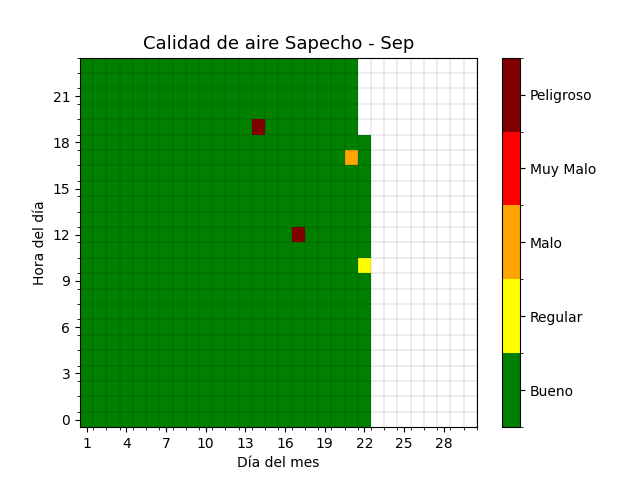 Calidad de aire Sapecho - Sep
Hora del día
21
18
15
12
9
6
3
0
1 4 7 10 13 16 19 22 25 28
Día del mes
Peligroso
Muy Malo
Malo
Regular
Bueno